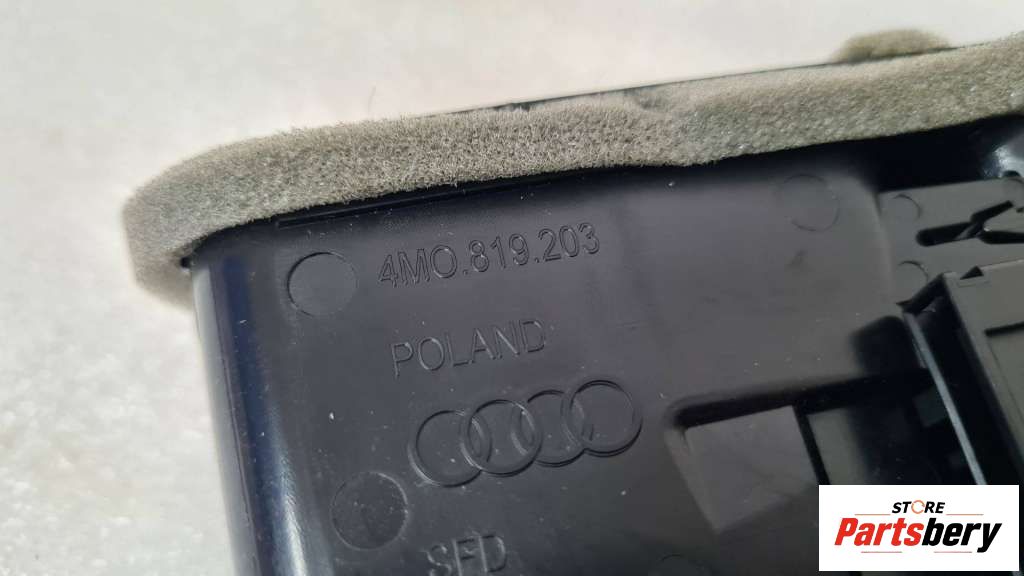 4M0.819.203
POLAND
STORE
Partsbery